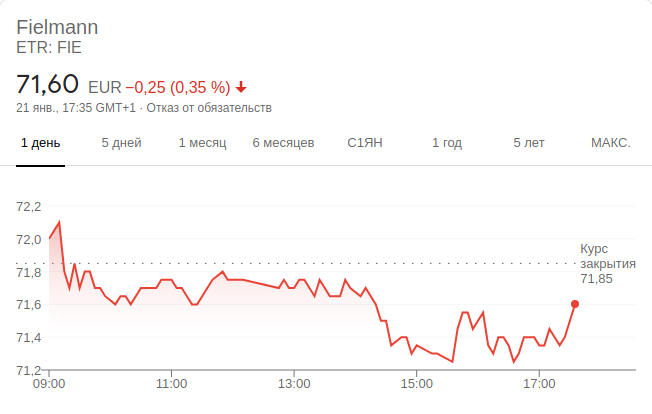 Fielmann
ETR: FIE
71,60 EUR −0,25 (0,35 %)
21 янв., 17:35 GMT+1 · Отказ от обязательств
1 день 5 дней 1 месяц 6 месяцев С1ЯН 1 год 5 лет МАКС.
72,2
72,0
71,8
71,6
71,4
71,2
Курс
закрытия
71,85
09:00 11:00 13:00 15:00 17:00